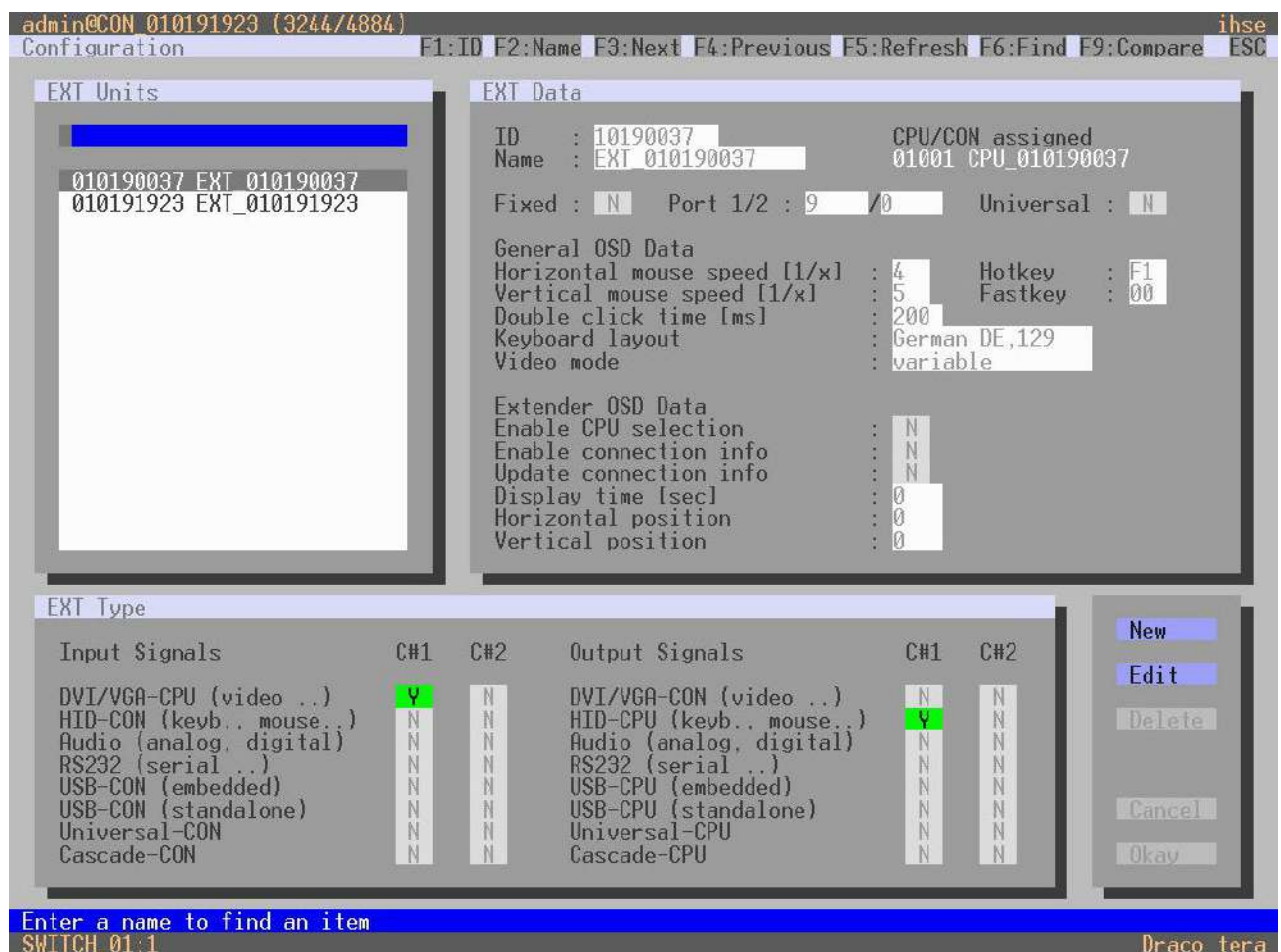 admin@CON_010191923 (3244/4884) ihse
Configuration F1:ID F2:Name F3:Next F4:Previous F5:Refresh F6:Find F9:Compare ESC
EXT Units
010190037 EXT_010190037
010191923 EXT_010191923
EXT Data
ID : 10190037 CPU/CON assigned
Name : EXT_010190037 01001 CPU_010190037
Fixed : N Port 1/2 : 9 /0 Universal : N
General OSD Data
Horizontal mouse speed [1/x] : 4 Hotkey : F1
Vertical mouse speed [1/x] : 5 Fastkey : 00
Double click time [ms] : 200
Keyboard layout : German DE,129
Video mode : variable
Extender OSD Data
Enable CPU selection : N
Enable connection info : N
Update connection info : N
Display time [sec] : 0
Horizontal position : 0
Vertical position : 0
EXT Type
Input Signals C#1 C#2 Output Signals C#1 C#2
DVI/VGA-CPU (video ..) Y N DVI/VGA-CON (video ..) N N
HID-CON (keyb.. mouse..) N N HID-CPU (keyb.. mouse..) Y N
Audio (analog, digital) N N Audio (analog, digital) N N
RS232 (serial ..) N N RS232 (serial ..) N N
USB-CON (embedded) N N USB-CPU (embedded) N N
USB-CON (standalone) N N USB-CPU (standalone) N N
Universal-CON N N Universal-CPU N N
Cascade-CON N N Cascade-CPU N N
New
Edit
Delete
Cancel
Okay
Enter a name to find an item
SWITCH_01:1 Draco tera